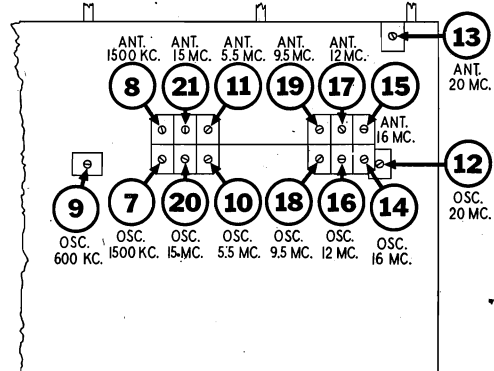 13
ANT.
20 MC.
ANT. ANT. ANT. ANT. ANT.
1500 KC. 15 MC. 5.5 MC. 9.5 MC. 12 MC.
8 21 11 19 17 15
ANT.
16 MC.
12
OSC.
20 MC.
9 7 20 10 18 16 14
OSC. OSC. OSC. OSC. OSC. OSC. OSC.
600 KC. 1500 KC. 15 MC. 5.5 MC. 9.5 MC. 12 MC. 16 MC.